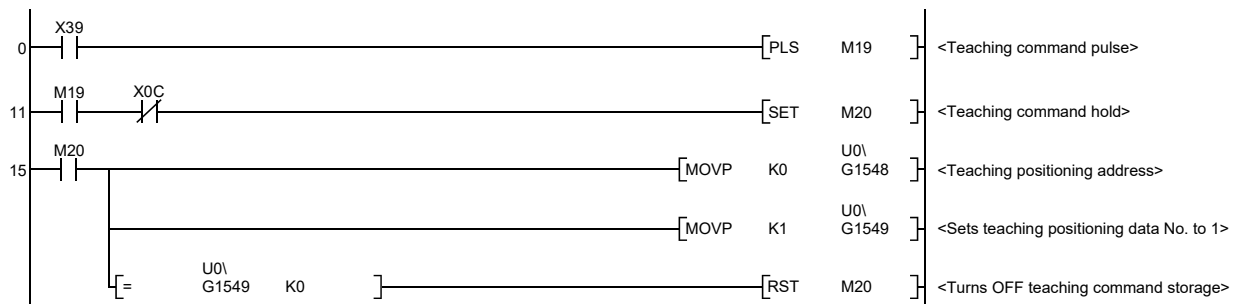 X39
0 [PLS M19 ] <Teaching command pulse>
M19 X0C
11 [SET M20 ] <Teaching command hold>
M20
15 [MOVP K0 U0\ G1548 ] <Teaching positioning address>
[MOVP K1 U0\ G1549 ] <Sets teaching positioning data No. to 1>
[= U0\ G1549 K0 ] [RST M20 ] <Turns OFF teaching command storage>